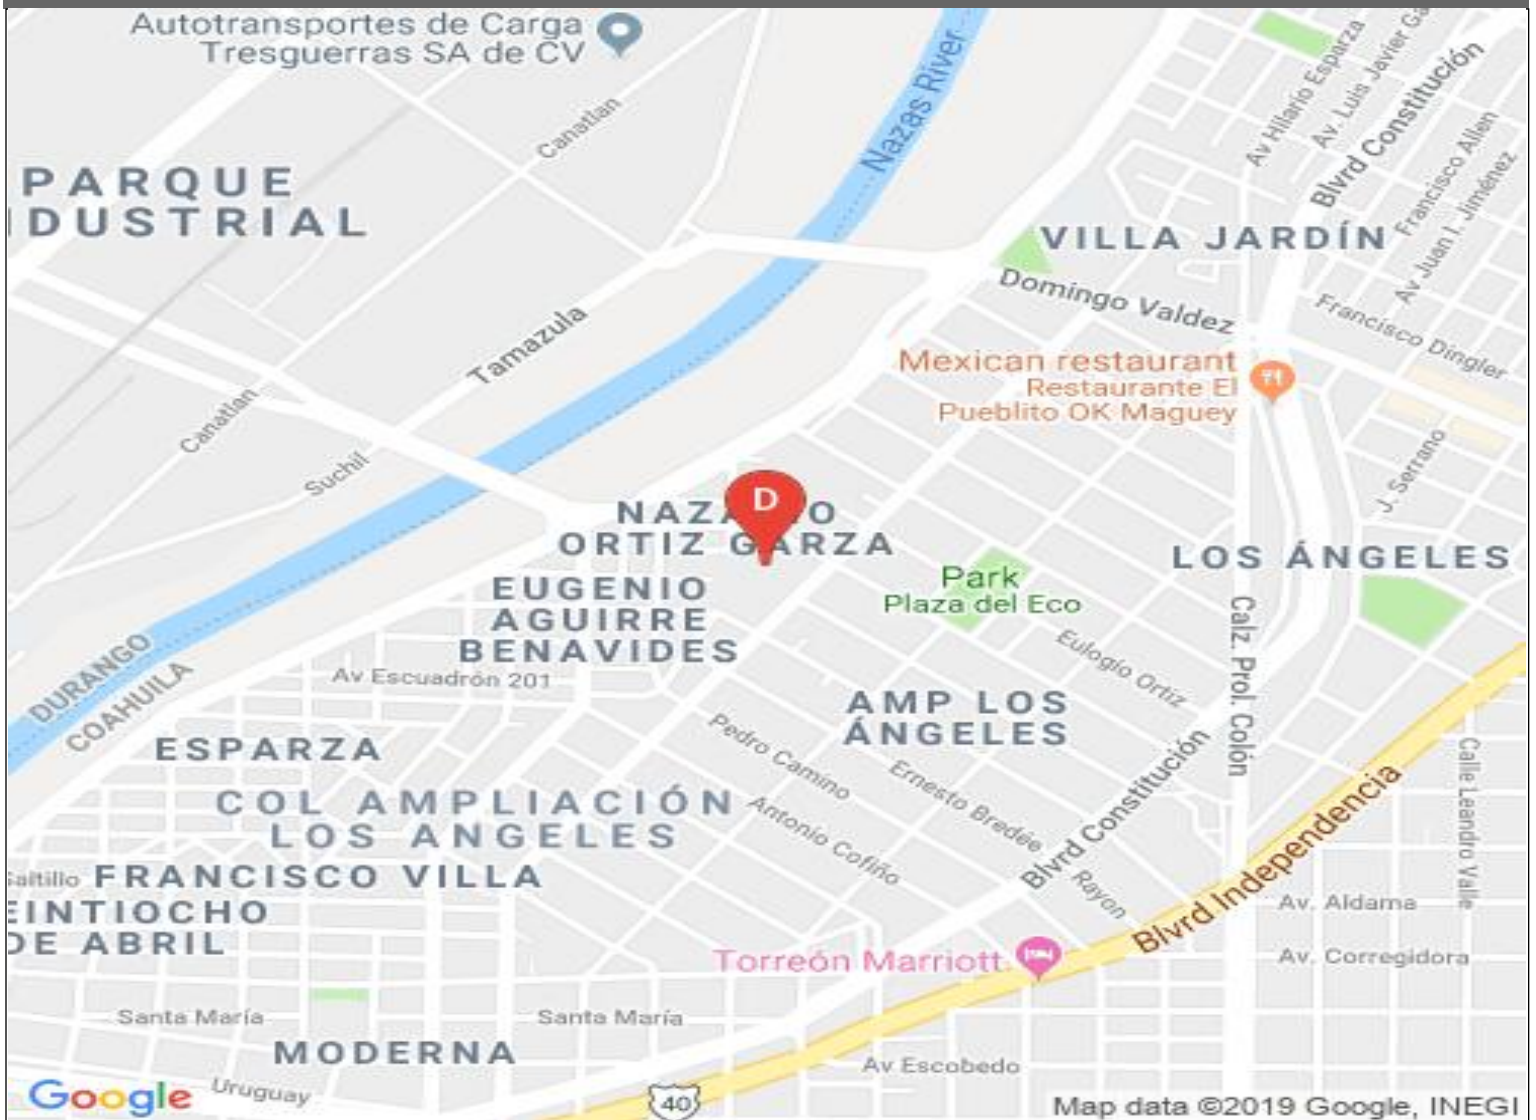 Autotransportes de Carga
Tresguerras SA de CV
Nazas River
Canatlan
Av Hilario Esparza
Av. Luis Javier Ga
Blvrd Constitución
Francisco Allen
Av Juan I. Jiménez
PARQUE
NDUSTRIAL
VILLA JARDÍN
Domingo Valdez
Francisco Dingler
Tamazula
Mexican restaurant
Restaurante El
Pueblito OK Maguey
Canatlan
Suchil
J. Serrano
D
ORTIZ GARZA
LOS ÁNGELES
EUGENIO
AGUIRRE
BENAVIDES
Park
Plaza del Eco
Calz. Prol. Colón
Eulogio Ortiz
DURANGO
COAHUILA
Av Escuadrón 201
AMP LOS
ÁNGELES
ESPARZA
Pedro Camino
Ernesto Bredée
Blvrd Constitución
Calle Leandro Valle
COL AMPLIACIÓN
LOS ANGELES
Antonio Cofiño
Blvrd Independencia
Saltillo
FRANCISCO VILLA
Rayon
EINTIOCHO
DE ABRIL
Av. Aldama
Torreón Marriott
Av. Corregidora
Santa María
Santa María
MODERNA
Av Escobedo
Google
Uruguay
40
Map data ©2019 Google, INEGI